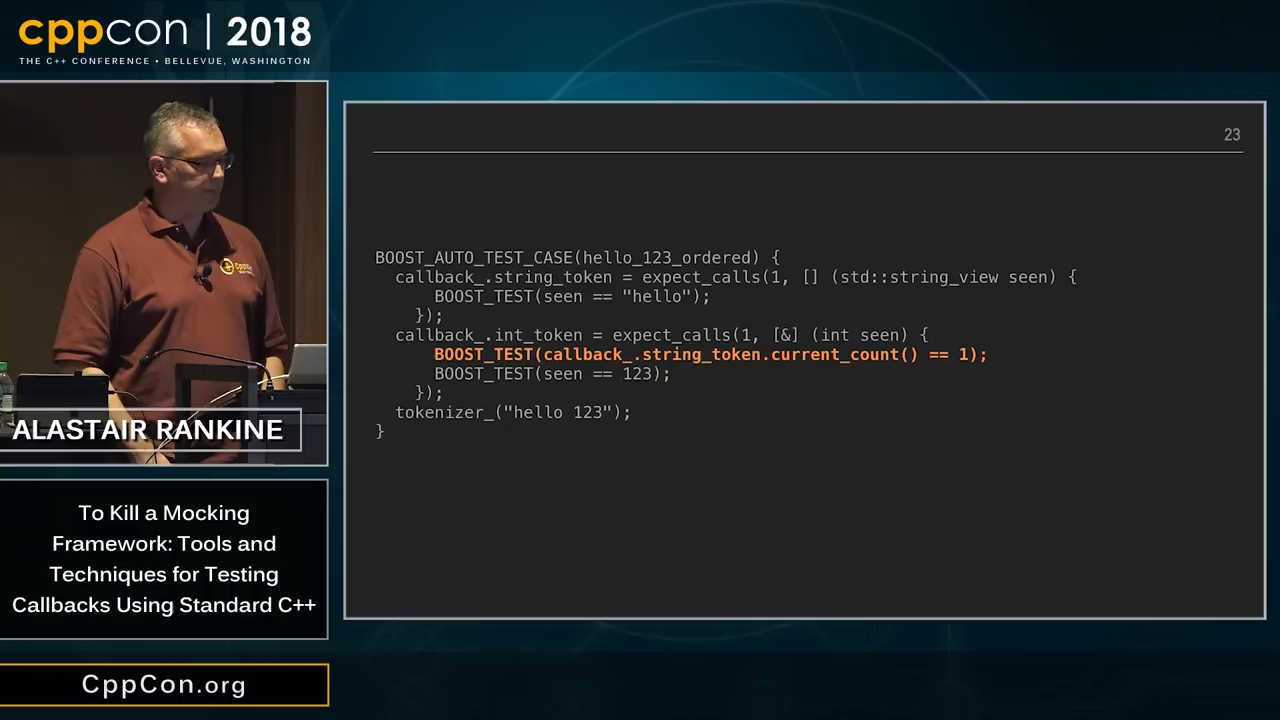 cppcon | 2018
THE C++ CONFERENCE • BELLEVUE, WASHINGTON
ALASTAIR RANKINE
To Kill a Mocking
Framework: Tools and
Techniques for Testing
Callbacks Using Standard C++
CppCon.org
23
BOOST_AUTO_TEST_CASE(hello_123_ordered) {
callback_.string_token = expect_calls(1, [] (std::string_view seen) {
BOOST_TEST(seen == "hello");
});
callback_.int_token = expect_calls(1, [&] (int seen) {
BOOST_TEST(callback_.string_token.current_count() == 1);
BOOST_TEST(seen == 123);
});
tokenizer_("hello 123");
}